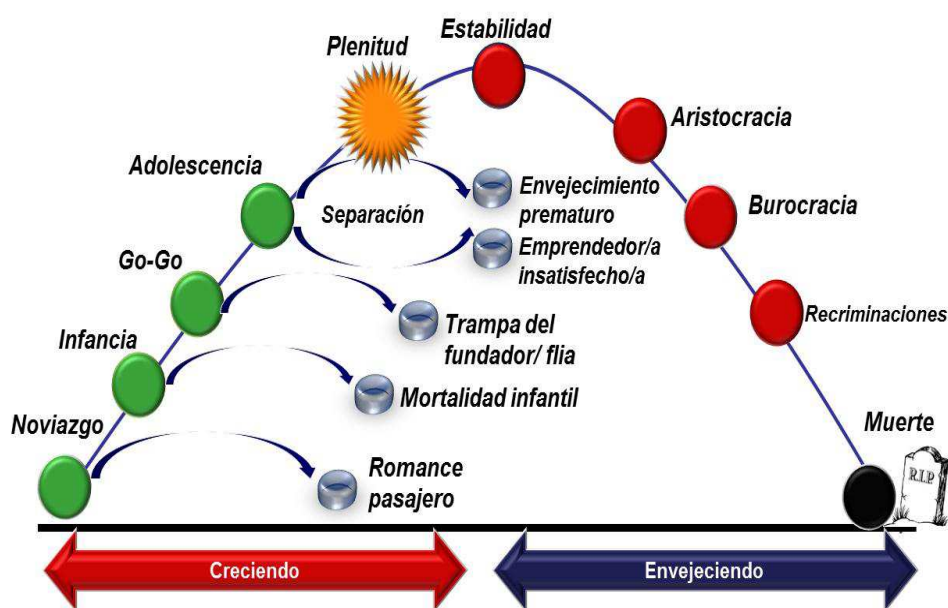 Estabilidad
Plenitud
Aristocracia
Adolescencia
Envejecimiento
prematuro
Separación
Burocracia
Emprendedor/a
insatisfecho/a
Go-Go
Trampa del
fundador/ flia
Recriminaciones
Infancia
Mortalidad infantil
Noviazgo
Muerte
Romance
pasajero
R.I.P
Creciendo
Envejeciendo